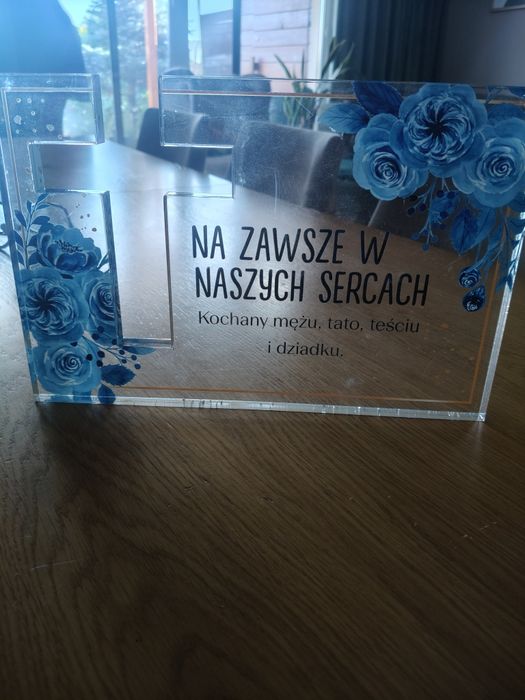 NA ZAWSZE W
NASZYCH SERCACH
Kochany mężu, tato, teściu
i dziadku.